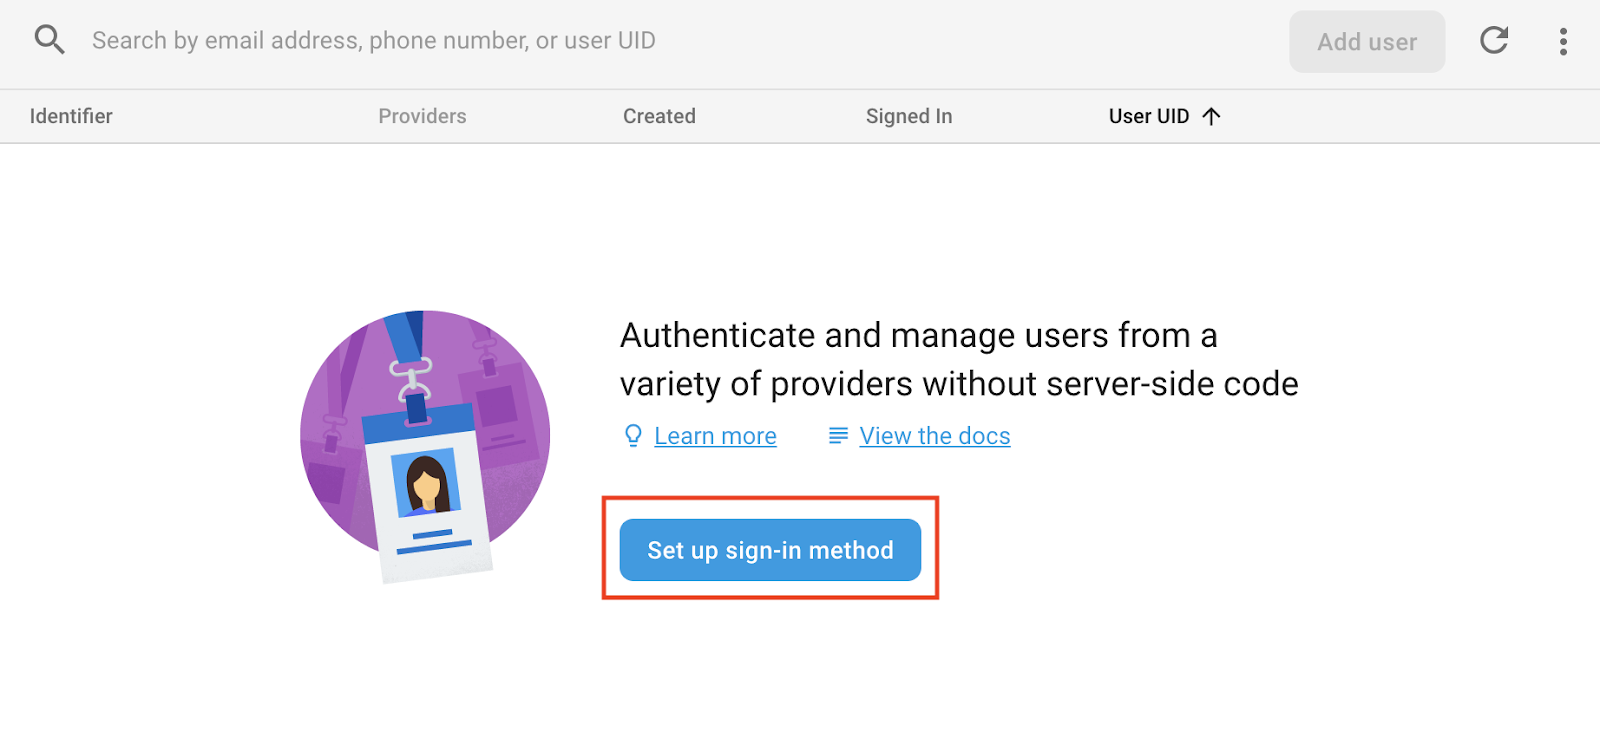 Search by email address, phone number, or user UID
Add user
Identifier
Providers
Created
Signed In
User UID
Authenticate and manage users from a
variety of providers without server-side code
Learn more
View the docs
Set up sign-in method